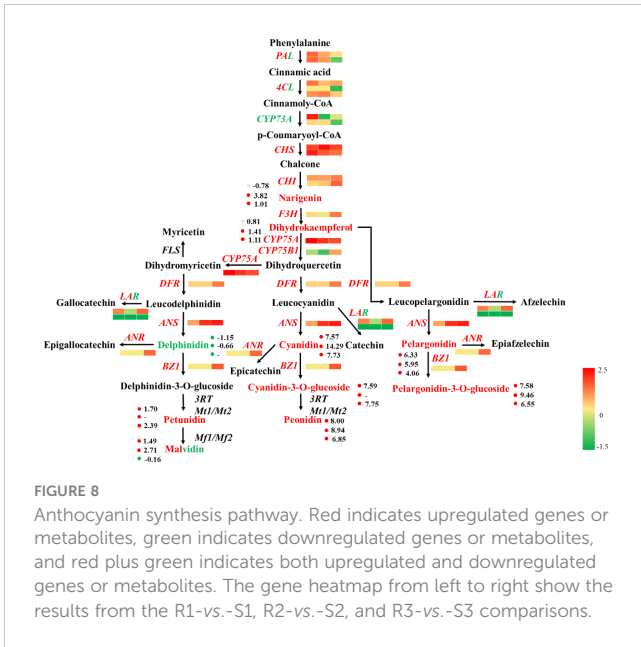 Phenylalanine
PAL
Cinnamic acid
4CL
Cinnamoly-CoA
CYP73A
p-Coumaryoyl-CoA
CHS
Chalcone
CHI
-0.78
3.82
1.01
Narigenin
F3H
0.81
1.41
1.11
Dihydrokaempferol
Myricetin
FLS
CYP75A
CYP75A
CYP75B1
Dihydromyricetin
Dihydroquercetin
DFR
DFR
DFR
Gallocatechin
LAR
Leucodelphinidin
Leucocyanidin
LAR
Leucopelargonidin
LAR
Afzelechin
ANS
ANS
Catechin
ANS
Epigallocatechin
ANR
Delphinidin
-1.15
-0.66
-
ANR
Epicatechin
Cyanidin
7.57
14.29
7.73
Pelargonidin
ANR
Epiafzelechin
6.33
5.95
4.06
BZ1
BZ1
BZ1
Delphinidin-3-O-glucoside
Cyanidin-3-O-glucoside
7.59
-
7.75
Pelargonidin-3-O-glucoside
7.58
9.46
6.55
3RT
Mt1/Mt2
3RT
Mt1/Mt2
1.70
-
2.39
Petunidin
Peonidin
8.00
8.94
6.85
Mf1/Mf2
1.49
2.71
-0.16
Malvidin
2.5
-1.5
FIGURE 8
Anthocyanin synthesis pathway. Red indicates upregulated genes or
metabolites, green indicates downregulated genes or metabolites,
and red plus green indicates both upregulated and downregulated
genes or metabolites. The gene heatmap from left to right show the
results from the R1-vs.-S1, R2-vs.-S2, and R3-vs.-S3 comparisons.